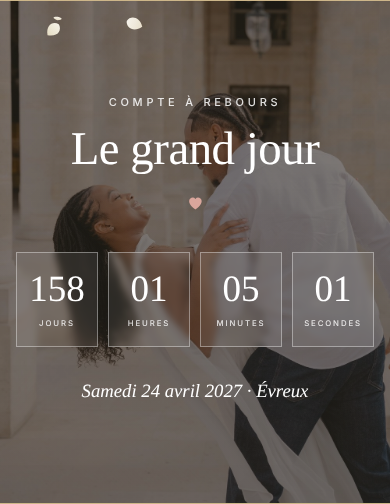 COMPTE À REBOURS
Le grand jour
158 01 05 01
JOURS HEURES MINUTES SECONDES
Samedi 24 avril 2027 · Évreux